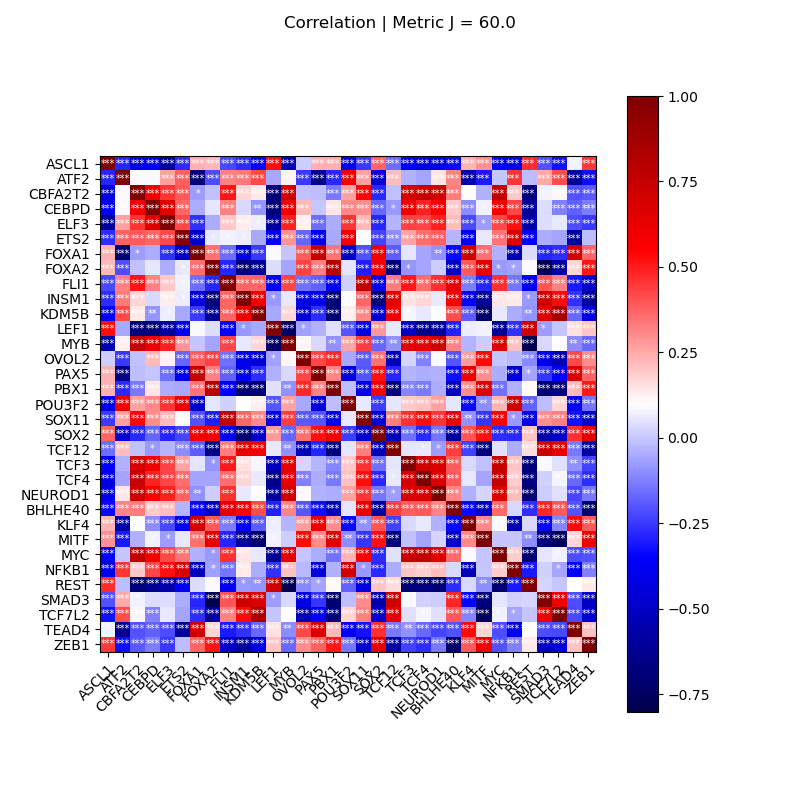 Correlation | Metric J = 60.0
ASCL1
ATF2
CBFA2T2
CEBPD
ELF3
ETS2
FOXA1
FOXA2
FLI1
INSM1
KDM5B
LEF1
MYB
OVOL2
PAX5
PBX1
POU3F2
SOX11
SOX2
TCF12
TCF3
TCF4
NEUROD1
BHLHE40
KLF4
MITF
MYC
NFKB1
REST
SMAD3
TCF7L2
TEAD4
ZEB1
ASCL1
ATF2
CBFA2T2
CEBPD
ELF3
ETS2
FOXA1
FOXA2
FLI1
INSM1
KDM5B
LEF1
MYB
OVOL2
PAX5
PBX1
POU3F2
SOX11
SOX2
TCF12
TCF3
TCF4
NEUROD1
BHLHE40
KLF4
MITF
MYC
NFKB1
REST
SMAD3
TCF7L2
TEAD4
ZEB1
1.00
0.75
0.50
0.25
0.00
−0.25
−0.50
−0.75